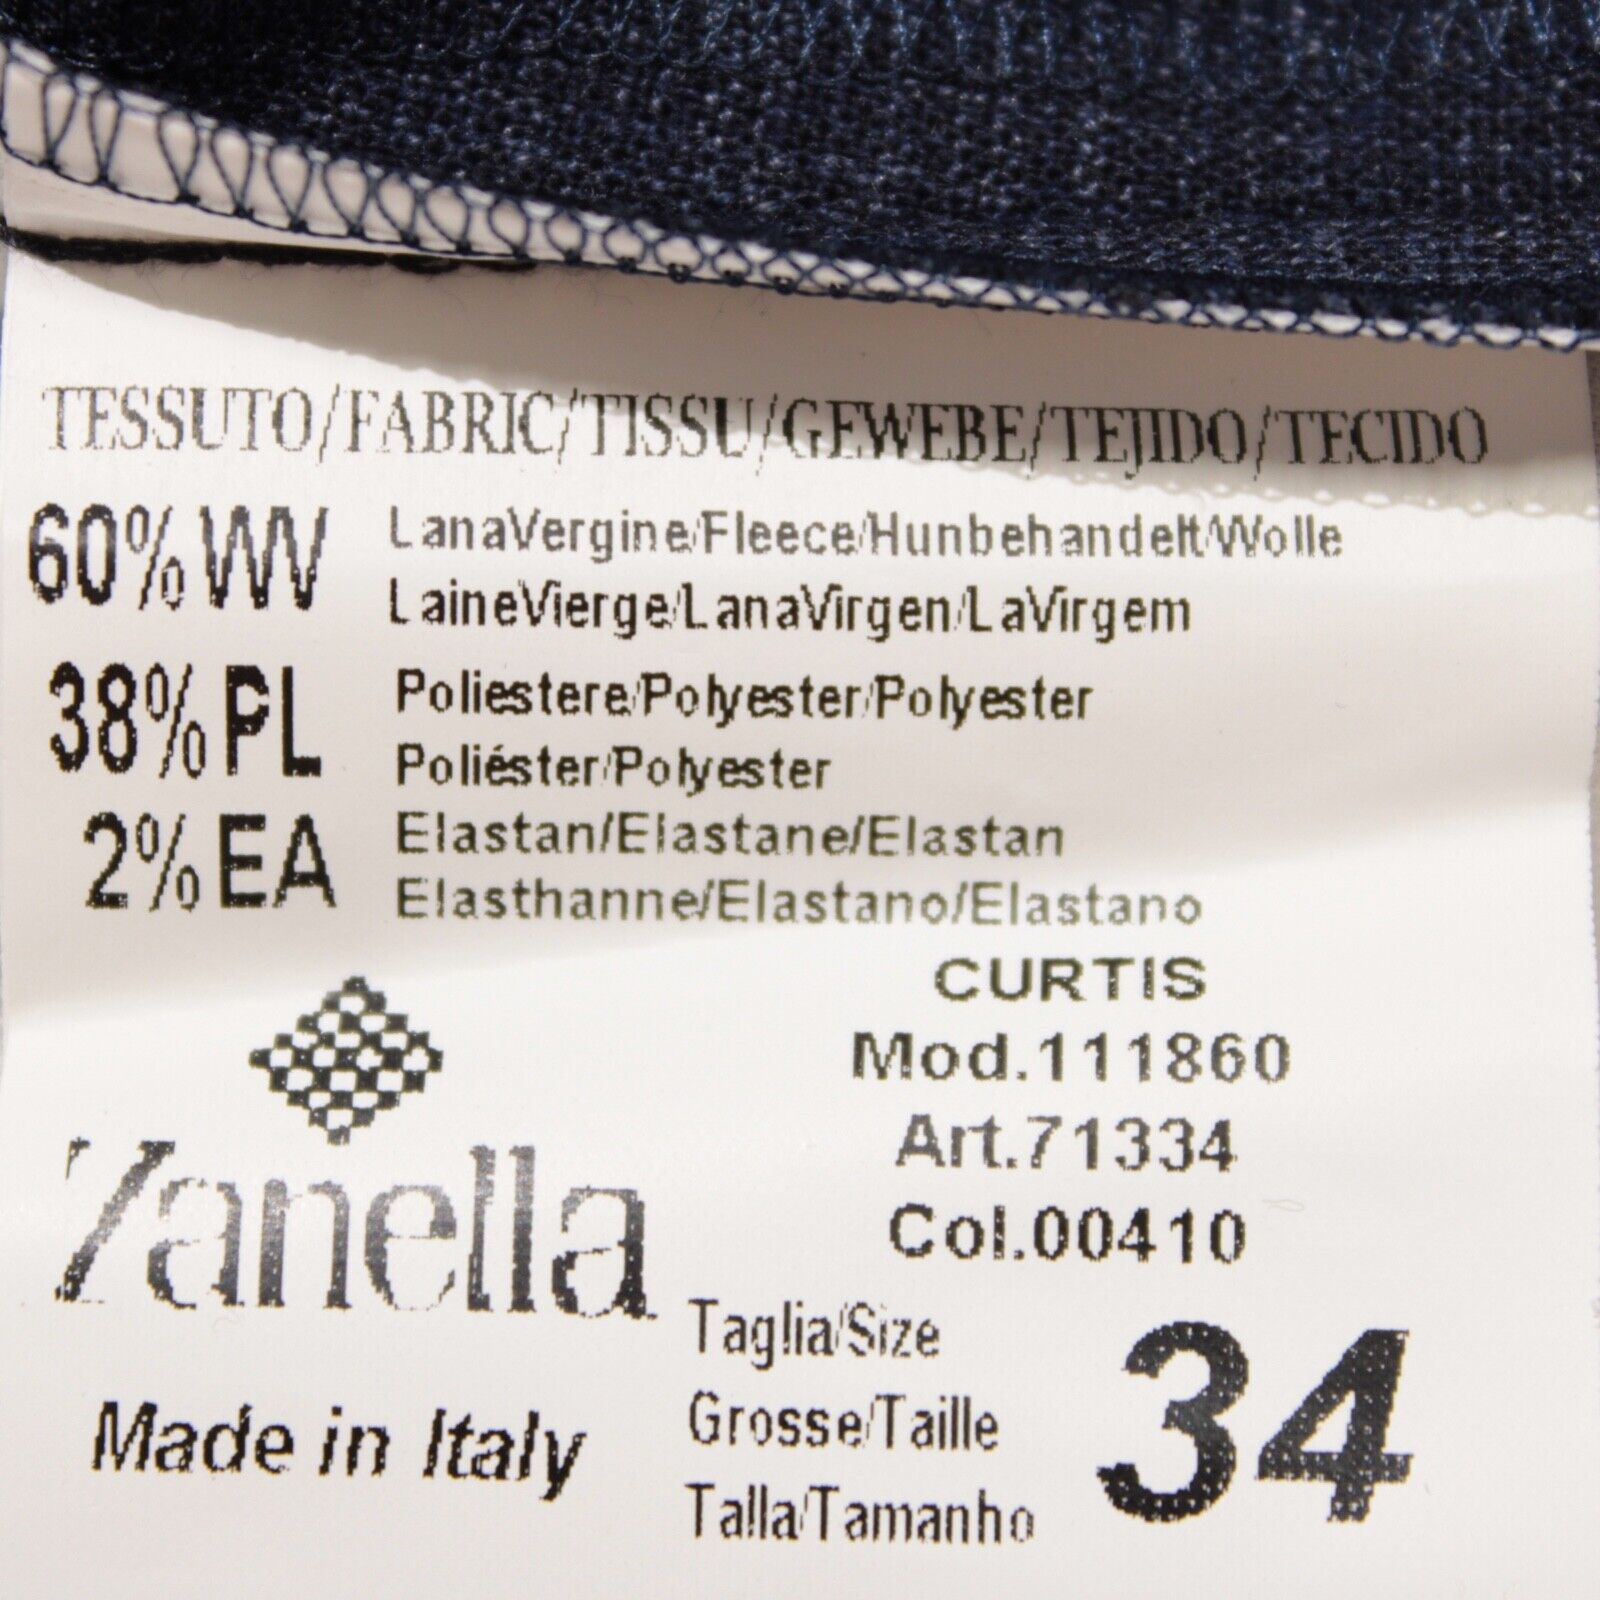 TESSUTO/FABRIC/TISSU/GEWEBE/TEJIDO/TECIDO
60% WV LanaVergine/Fleece/Hunbehandelt/Wolle
LaineVierge/LanaVirgen/LaVirgem
38% PL Poliestere/Polyester/Polyester
Poliéster/Polyester
2% EA Elastan/Elastane/Elastan
Elasthanne/Elastano/Elastano
CURTIS
Mod.111860
Art.71334
Col.00410
Zanella
Made in Italy
Taglia/Size
Grosse/Taille
Talla/Tamanho
34